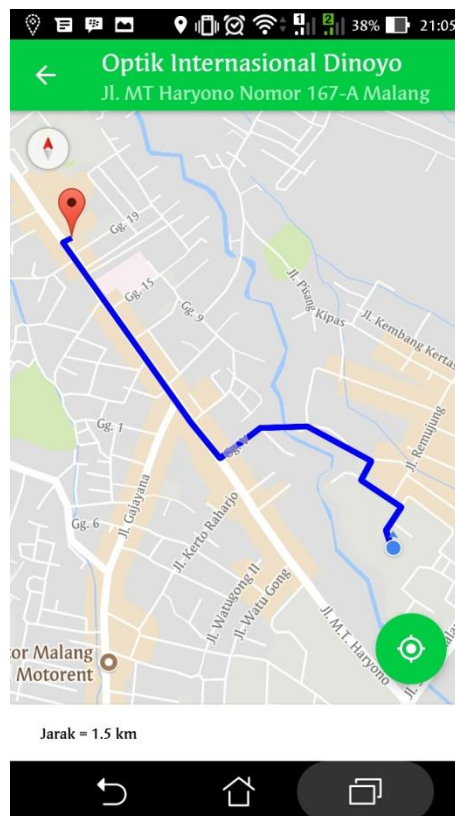 38% 21:05
Optik Internasional Dinoyo
Jl. MT Haryono Nomor 167-A Malang
Gg. 19
Gg. 15
Gg. 9
Jl. Pisang Kipas
Jl. Kembang Kertas
Gg. 1
Jl. Remujung
Jl. Gajayana
Gg. 6
Jl. Kerto Raharjo
Jl. Watugong II
Jl. Watu Gong
Jl. M.T. Haryono
or Malang
Motorent
Jarak = 1.5 km